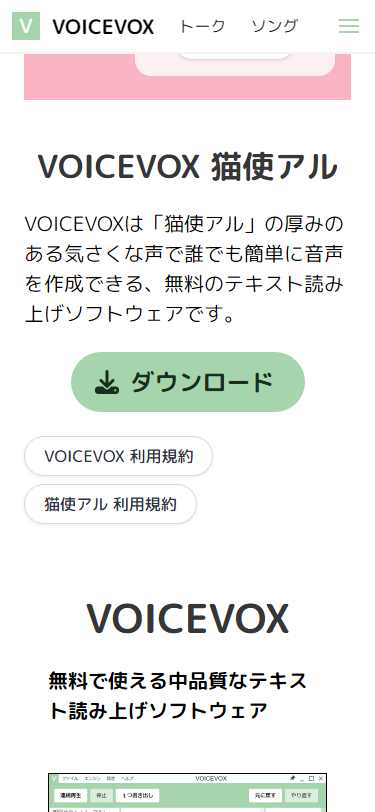 V VOICEVOX トーク ソング
VOICEVOX 猫使アル
VOICEVOXは「猫使アル」の厚みの
ある気さくな声で誰でも簡単に音声
を作成できる、無料のテキスト読み
上げソフトウェアです。
ダウンロード
VOICEVOX 利用規約
猫使アル 利用規約
VOICEVOX
無料で使える中品質なテキス
ト読み上げソフトウェア
V ファイル エンジン 設定 ヘルプ VOICEVOX
連続再生 停止 1つ書き出し 元に戻す やり直す